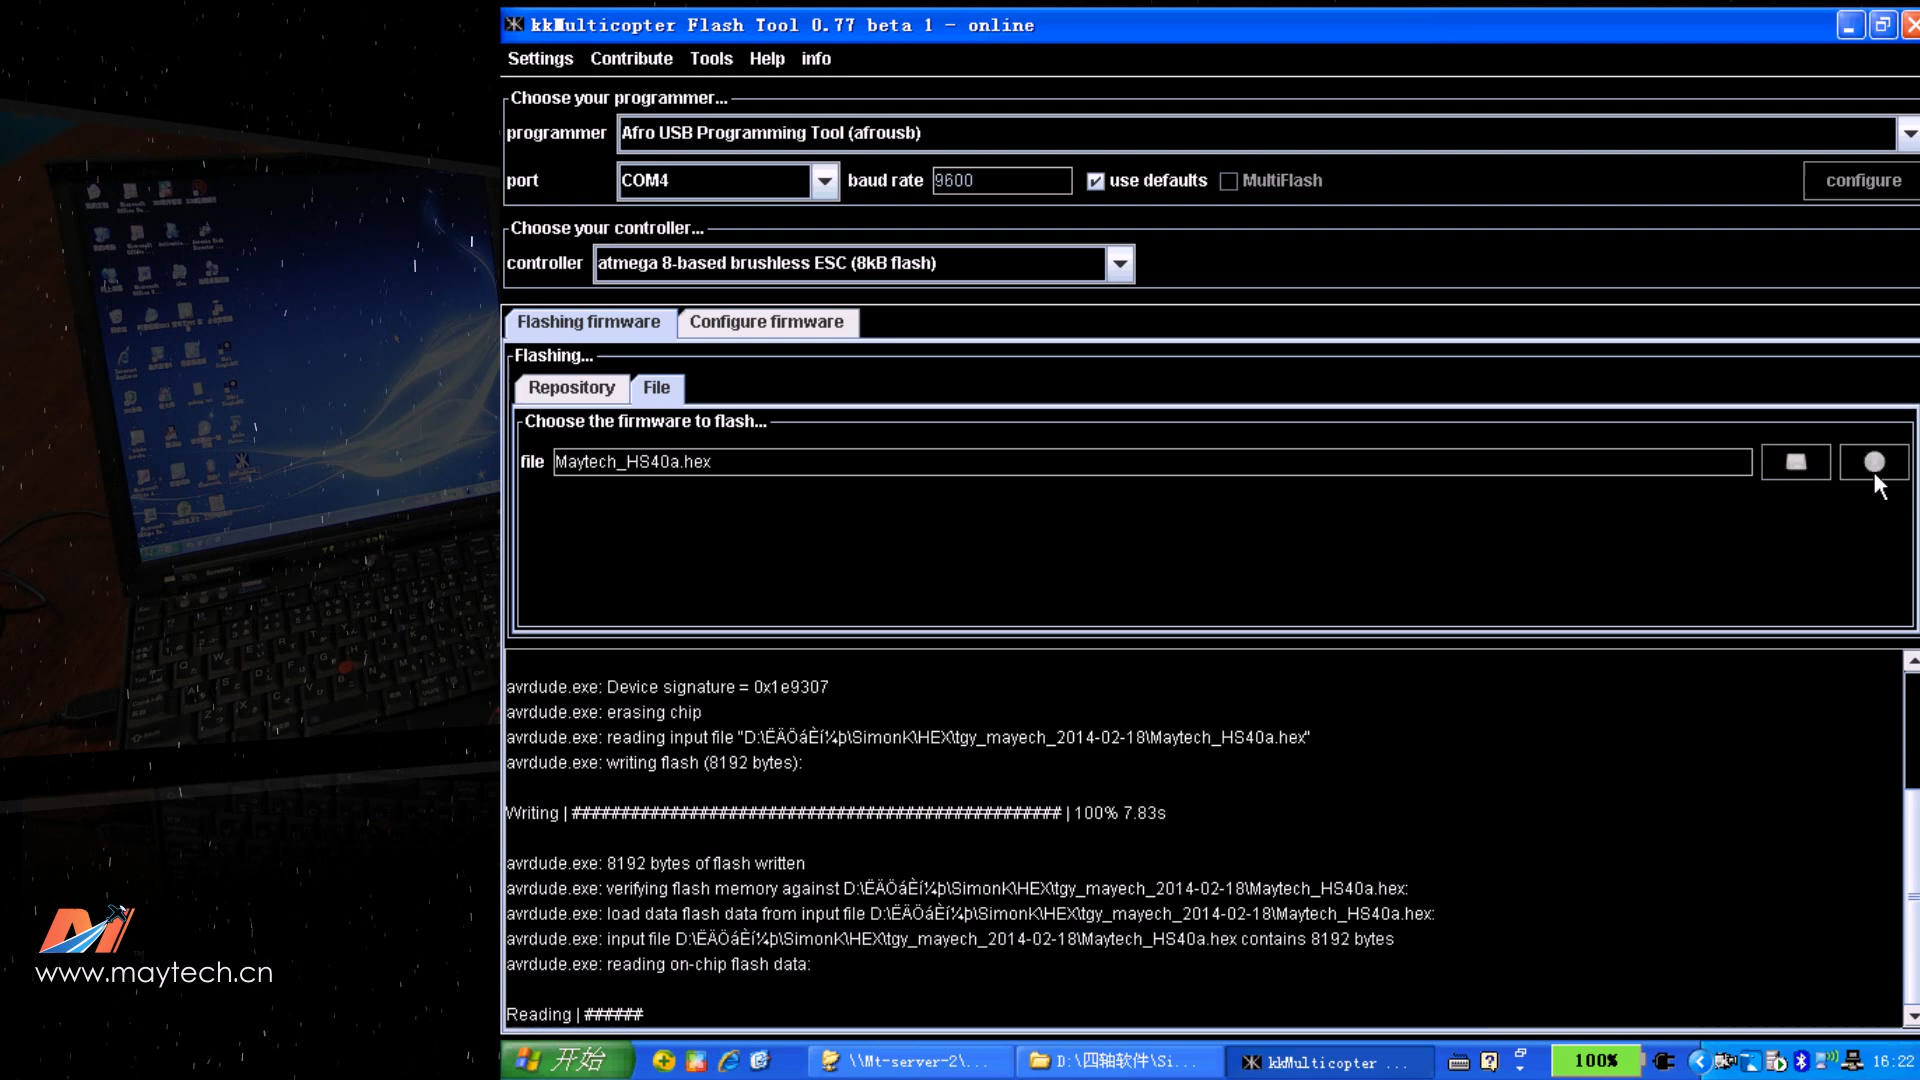 kkMulticopter Flash Tool 0.77 beta 1 - online
Settings Contribute Tools Help info
Choose your programmer...
programmer Afro USB Programming Tool (afrousb)
port COM4 baud rate 9600 use defaults MultiFlash configure
Choose your controller...
controller atmega 8-based brushless ESC (8kB flash)
Flashing firmware Configure firmware
Flashing...
Repository File
Choose the firmware to flash...
file Maytech_HS40a.hex
avrdude.exe: Device signature = 0x1e9307
avrdude.exe: erasing chip
avrdude.exe: reading input file "D:\ËÄÖáÈí¼þ\SimonK\HEX\tgy_mayech_2014-02-18\Maytech_HS40a.hex"
avrdude.exe: writing flash (8192 bytes):
Writing | ################################################## | 100% 7.83s
avrdude.exe: 8192 bytes of flash written
avrdude.exe: verifying flash memory against D:\ËÄÖáÈí¼þ\SimonK\HEX\tgy_mayech_2014-02-18\Maytech_HS40a.hex:
avrdude.exe: load data flash data from input file D:\ËÄÖáÈí¼þ\SimonK\HEX\tgy_mayech_2014-02-18\Maytech_HS40a.hex:
avrdude.exe: input file D:\ËÄÖáÈí¼þ\SimonK\HEX\tgy_mayech_2014-02-18\Maytech_HS40a.hex contains 8192 bytes
avrdude.exe: reading on-chip flash data:
Reading | ######
TM
www.maytech.cn
开始 \\Mt-server-2\... D:\四轴软件\Si... kkMulticopter ... 100% 16:22